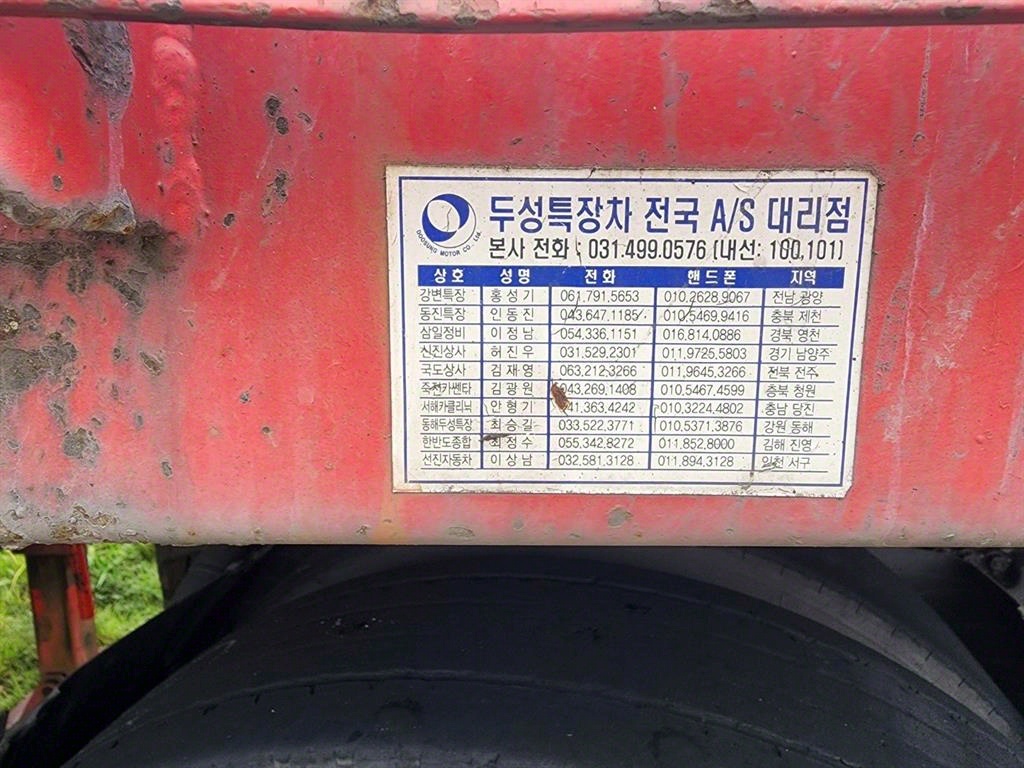 두성특장차 전국 A/S 대리점
DOOSUNG MOTOR CO., LTD.
본사 전화 : 031.499.0576 (내선: 100,101)
상호 성명 전화 핸드폰 지역
강변특장 홍성기 061.791.5653 010.2628.9067 전남 광양
동진특장 인동진 043.647.1185 010.5469.9416 충북 제천
삼일정비 이정남 054.336.1151 016.814.0886 경북 영천
신진상사 허진우 031.529.2301 011.9725.5803 경기 남양주
국도상사 김재영 063.212.3266 011.9645.3266 전북 전주
죽전카쎈타 김광원 043.269.1408 010.5467.4599 충북 청원
서해카클리닉 안형기 041.363.4242 010.3224.4802 충남 당진
동해두성특장 최승길 033.522.3771 010.5371.3876 강원 동해
한반도종합 최정수 055.342.8272 011.852.8000 김해 진영
선진자동차 이상남 032.581.3128 011.894.3128 인천 서구